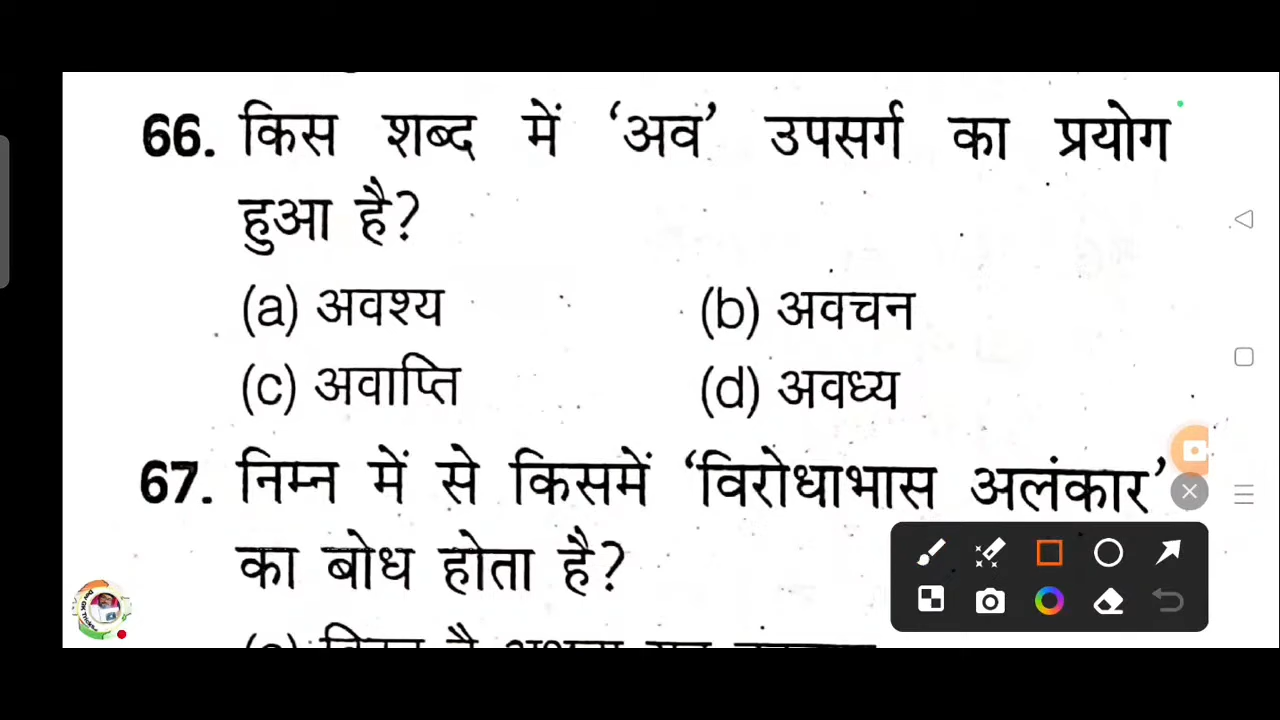 66. किस शब्द में ‘अव’ उपसर्ग का प्रयोग
हुआ है?
(a) अवश्य (b) अवचन
(c) अवाप्ति (d) अवध्य
67. निम्न में से किसमें ‘विरोधाभास अलंकार’
का बोध होता है?